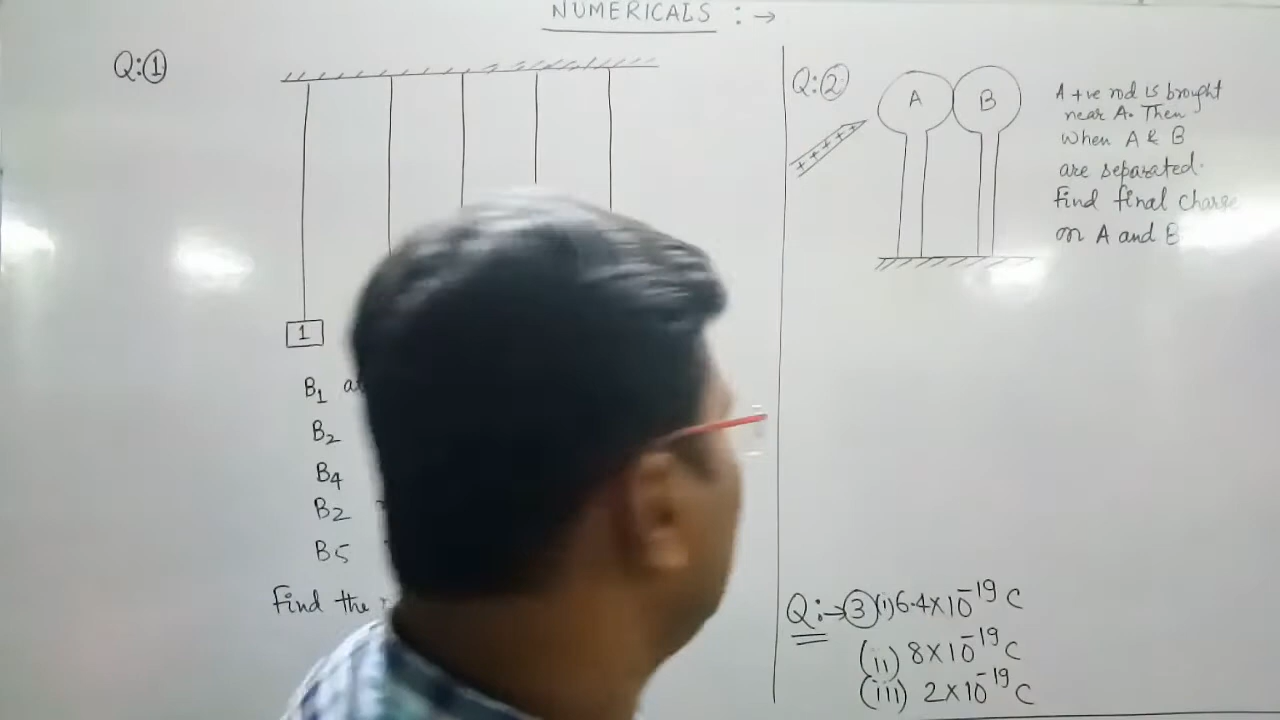 NUMERICALS : →
Q:①
1
B₁
B₂
B₄
B₂
B₅
Find the
Q:②
A B
+++++
A +ve rod is brought
near A. Then
when A & B
are separated.
Find final charge
on A and B
Q:→③(i) 6.4×10⁻¹⁹ C
(ii) 8×10⁻¹⁹ C
(iii) 2×10⁻¹⁹ C